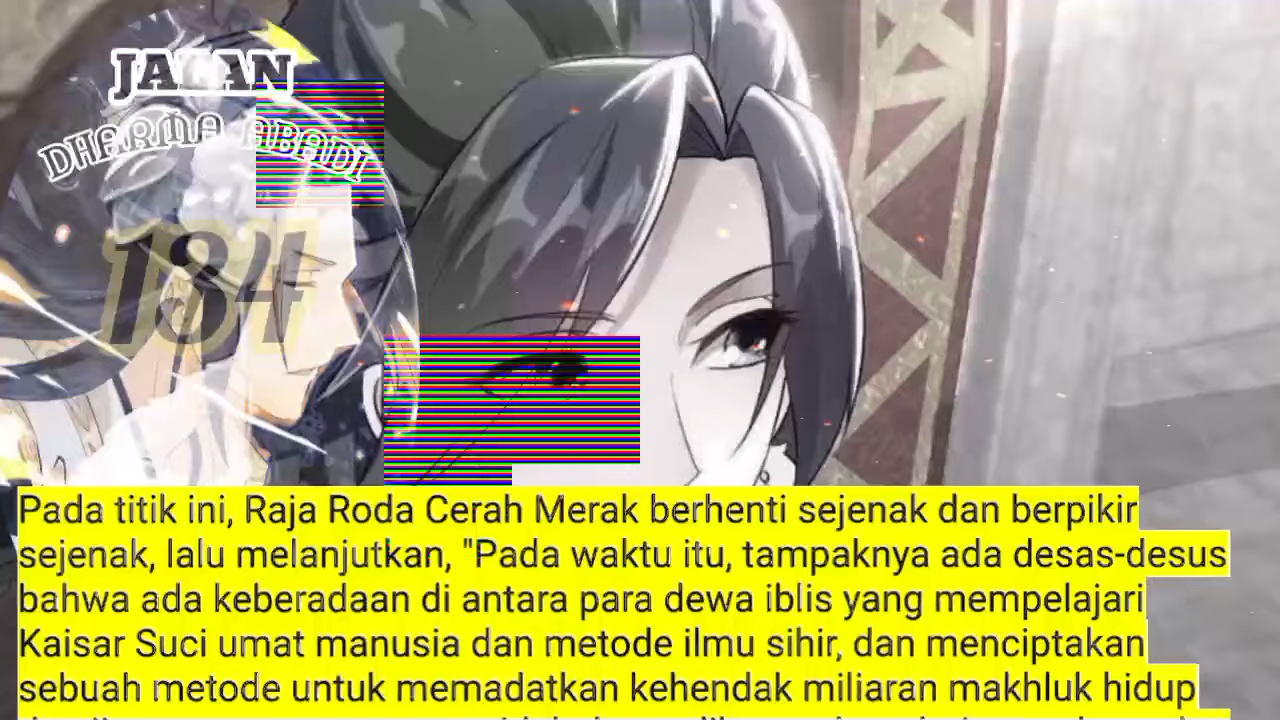 JALAN
DHARMA ABADI
184
Pada titik ini, Raja Roda Cerah Merak berhenti sejenak dan berpikir
sejenak, lalu melanjutkan, "Pada waktu itu, tampaknya ada desas-desus
bahwa ada keberadaan di antara para dewa iblis yang mempelajari
Kaisar Suci umat manusia dan metode ilmu sihir, dan menciptakan
sebuah metode untuk memadatkan kehendak miliaran makhluk hidup